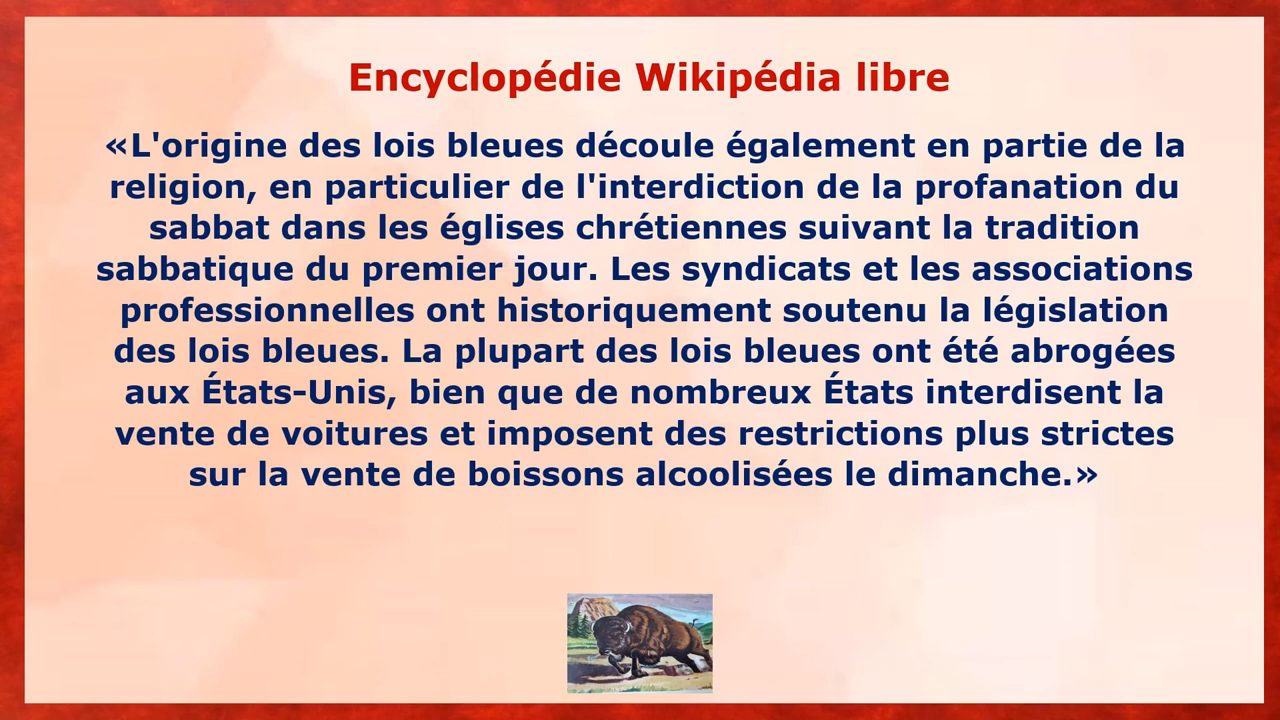 Encyclopédie Wikipédia libre
«L'origine des lois bleues découle également en partie de la
religion, en particulier de l'interdiction de la profanation du
sabbat dans les églises chrétiennes suivant la tradition
sabbatique du premier jour. Les syndicats et les associations
professionnelles ont historiquement soutenu la législation
des lois bleues. La plupart des lois bleues ont été abrogées
aux États-Unis, bien que de nombreux États interdisent la
vente de voitures et imposent des restrictions plus strictes
sur la vente de boissons alcoolisées le dimanche.»